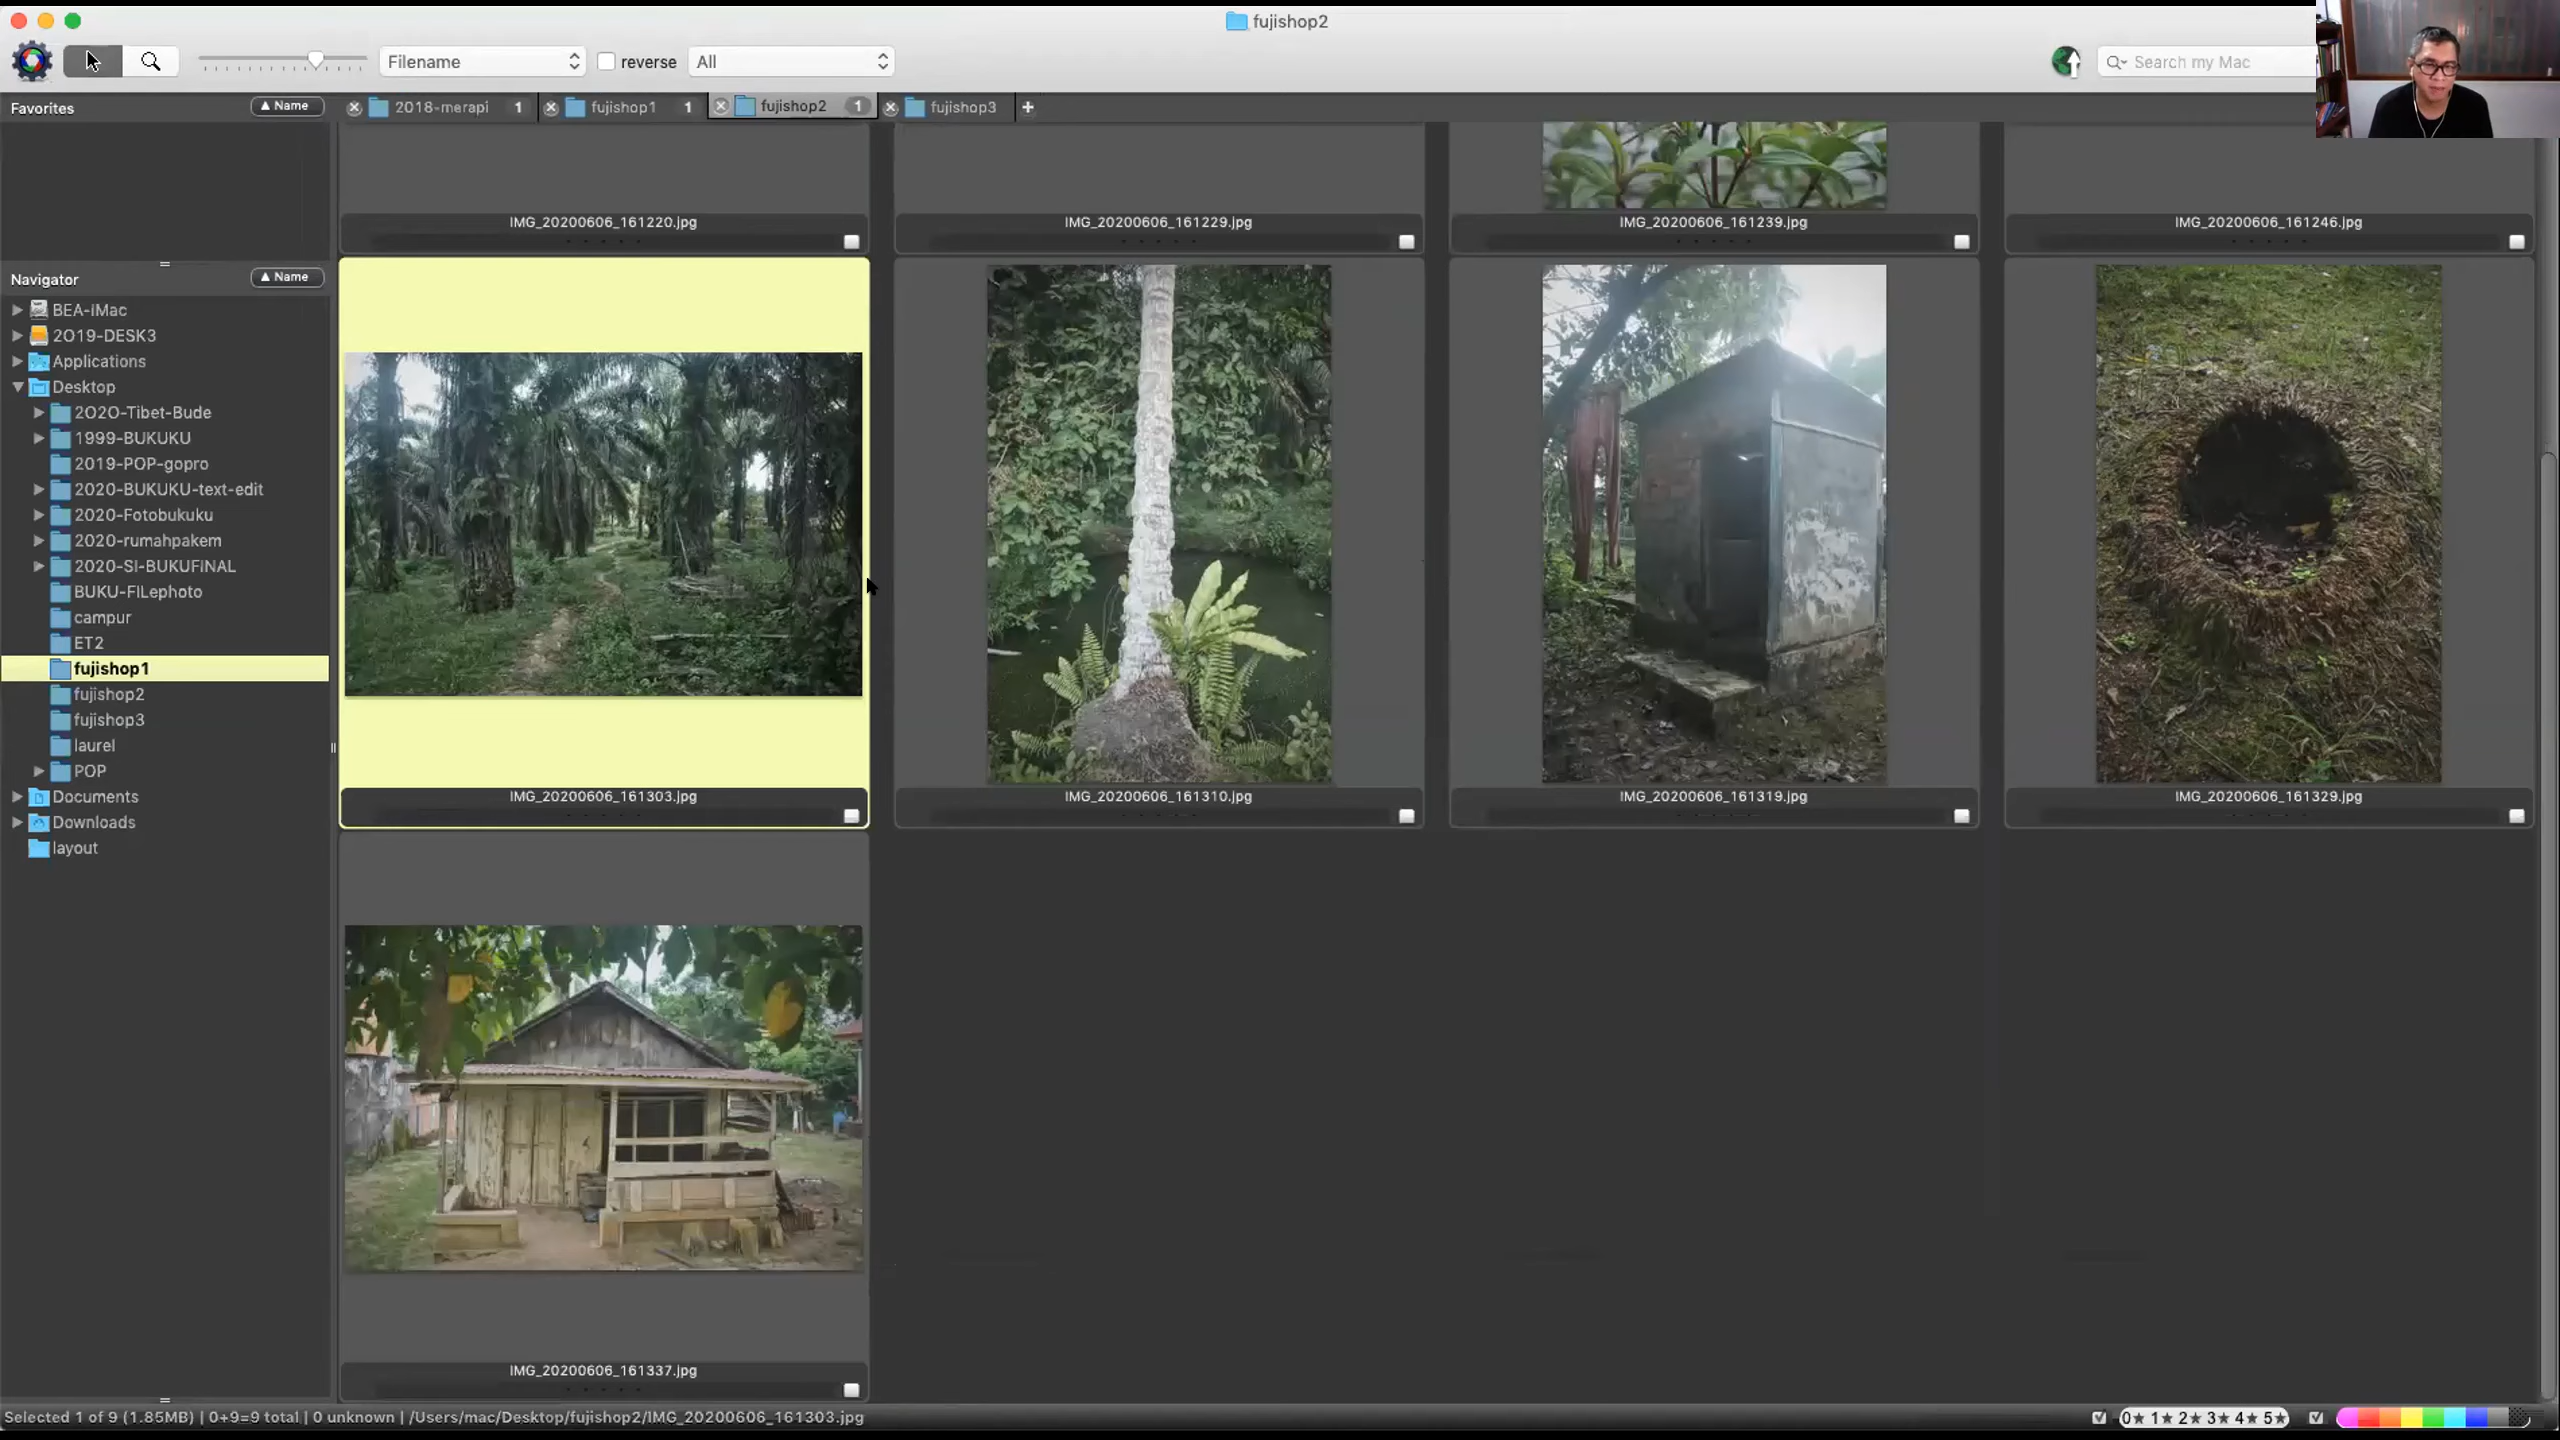 fujishop2
Filename
reverse
All
Search my Mac
Favorites
▲ Name
2018-merapi 1
fujishop1 1
fujishop2 1
fujishop3
+
IMG_20200606_161220.jpg
IMG_20200606_161229.jpg
IMG_20200606_161239.jpg
IMG_20200606_161246.jpg
Navigator
▲ Name
BEA-iMac
2O19-DESK3
Applications
Desktop
2O2O-Tibet-Bude
1999-BUKUKU
2019-POP-gopro
2020-BUKUKU-text-edit
2020-Fotobukuku
2020-rumahpakem
2020-SI-BUKUFINAL
BUKU-FILephoto
campur
ET2
fujishop1
fujishop2
fujishop3
laurel
POP
Documents
Downloads
layout
IMG_20200606_161303.jpg
IMG_20200606_161310.jpg
IMG_20200606_161319.jpg
IMG_20200606_161329.jpg
IMG_20200606_161337.jpg
Selected 1 of 9 (1.85MB) | 0+9=9 total | 0 unknown | /Users/mac/Desktop/fujishop2/IMG_20200606_161303.jpg
0★ 1★ 2★ 3★ 4★ 5★